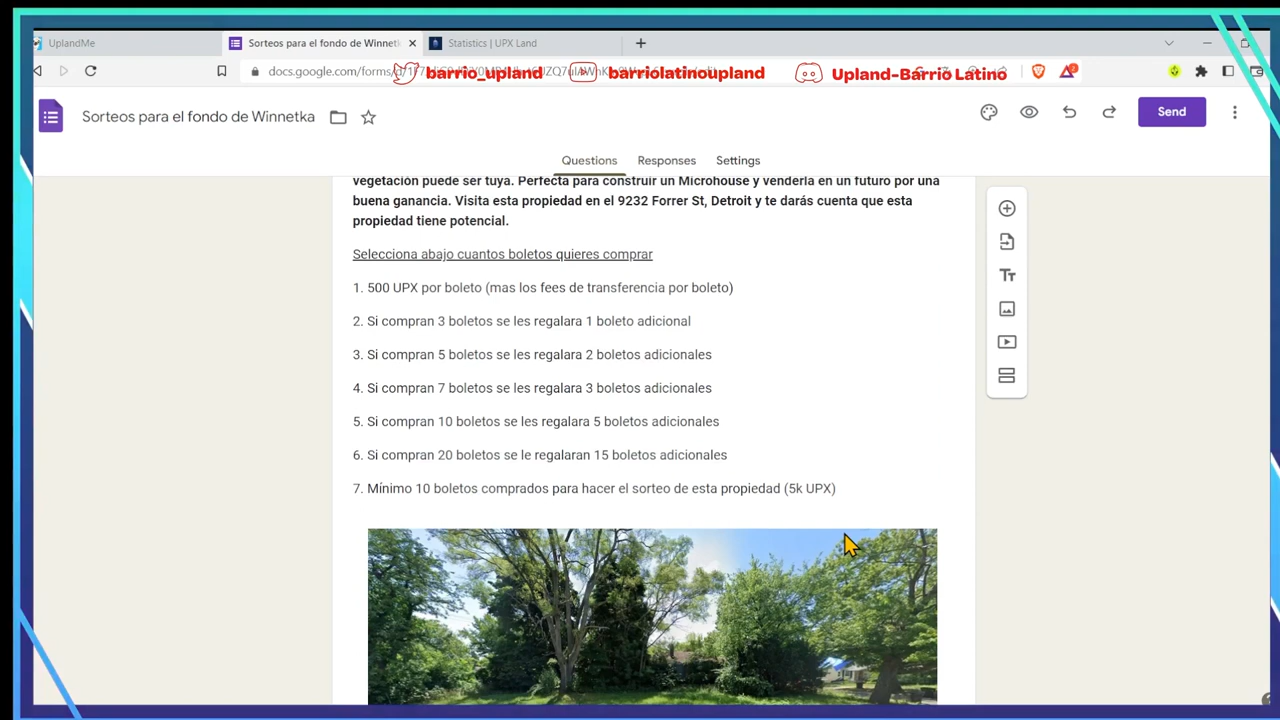 UplandMe
Sorteos para el fondo de Winnetk
Statistics | UPX Land
docs.google.com/forms/
barrio_upland
barriolatinoupland
Upland-Barrio Latino
Sorteos para el fondo de Winnetka
Send
Questions
Responses
Settings
vegetación puede ser tuya. Perfecta para construir un Microhouse y venderla en un futuro por una
buena ganancia. Visita esta propiedad en el 9232 Forrer St, Detroit y te darás cuenta que esta
propiedad tiene potencial.
Selecciona abajo cuantos boletos quieres comprar
1. 500 UPX por boleto (mas los fees de transferencia por boleto)
2. Si compran 3 boletos se les regalara 1 boleto adicional
3. Si compran 5 boletos se les regalara 2 boletos adicionales
4. Si compran 7 boletos se les regalara 3 boletos adicionales
5. Si compran 10 boletos se les regalara 5 boletos adicionales
6. Si compran 20 boletos se le regalaran 15 boletos adicionales
7. Mínimo 10 boletos comprados para hacer el sorteo de esta propiedad (5k UPX)
Tт